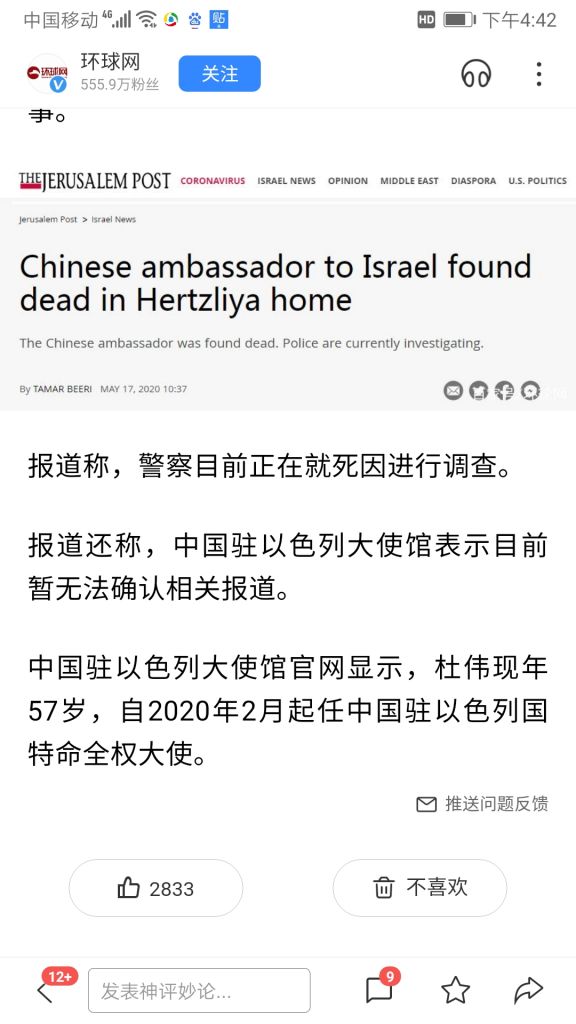 中国移动 4G HD 下午4:42
环球网
555.9万粉丝
关注
事。
THE JERUSALEM POST CORONAVIRUS ISRAEL NEWS OPINION MIDDLE EAST DIASPORA U.S. POLITICS
Jerusalem Post > Israel News
Chinese ambassador to Israel found
dead in Hertzliya home
The Chinese ambassador was found dead. Police are currently investigating.
By TAMAR BEERI MAY 17, 2020 10:37
报道称，警察目前正在就死因进行调查。
报道还称，中国驻以色列大使馆表示目前
暂无法确认相关报道。
中国驻以色列大使馆官网显示，杜伟现年
57岁，自2020年2月起任中国驻以色列国
特命全权大使。
推送问题反馈
2833
不喜欢
12+
发表神评妙论...
9